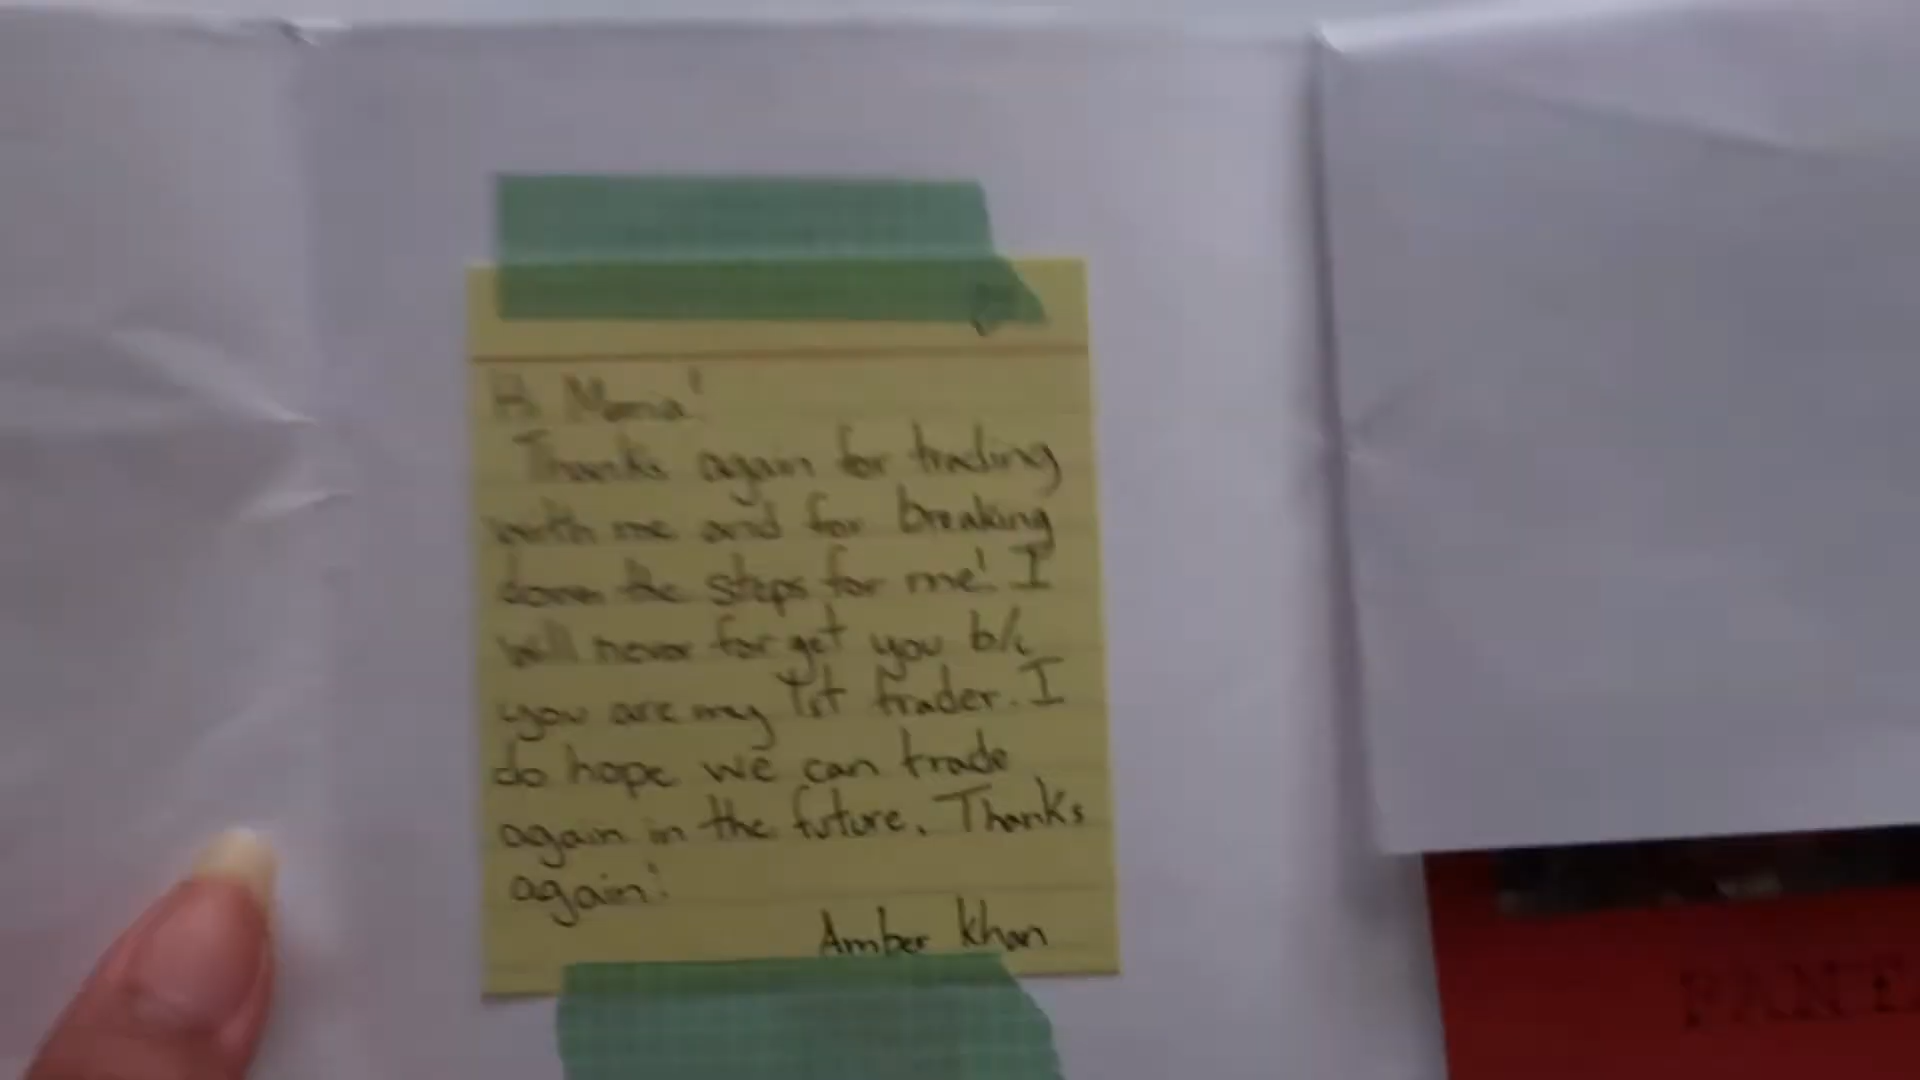 Hi Maria!
Thanks again for trading
with me and for breaking
down the steps for me! I
will never forget you b/c
you are my 1st trader. I
do hope we can trade
again in the future. Thanks
again!
Amber Khan